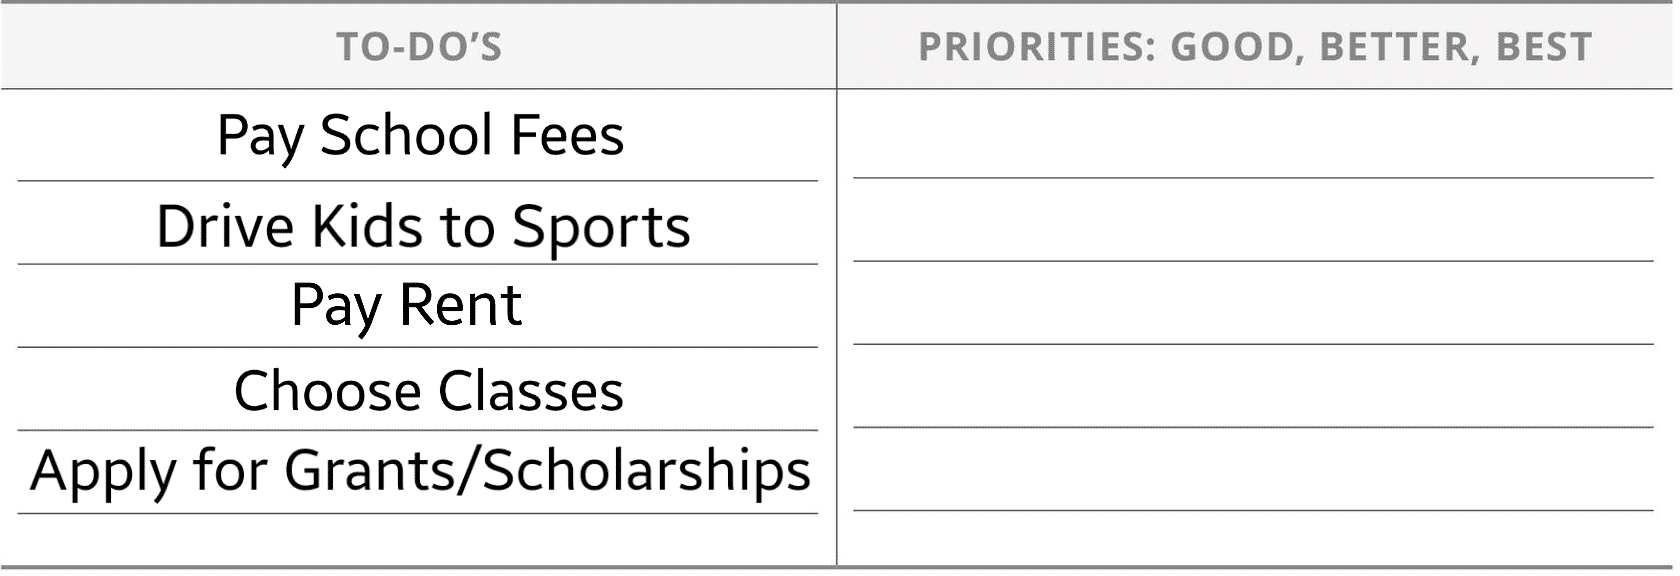 TO-DO’S
PRIORITIES: GOOD, BETTER, BEST
Pay School Fees
Drive Kids to Sports
Pay Rent
Choose Classes
Apply for Grants/Scholarships